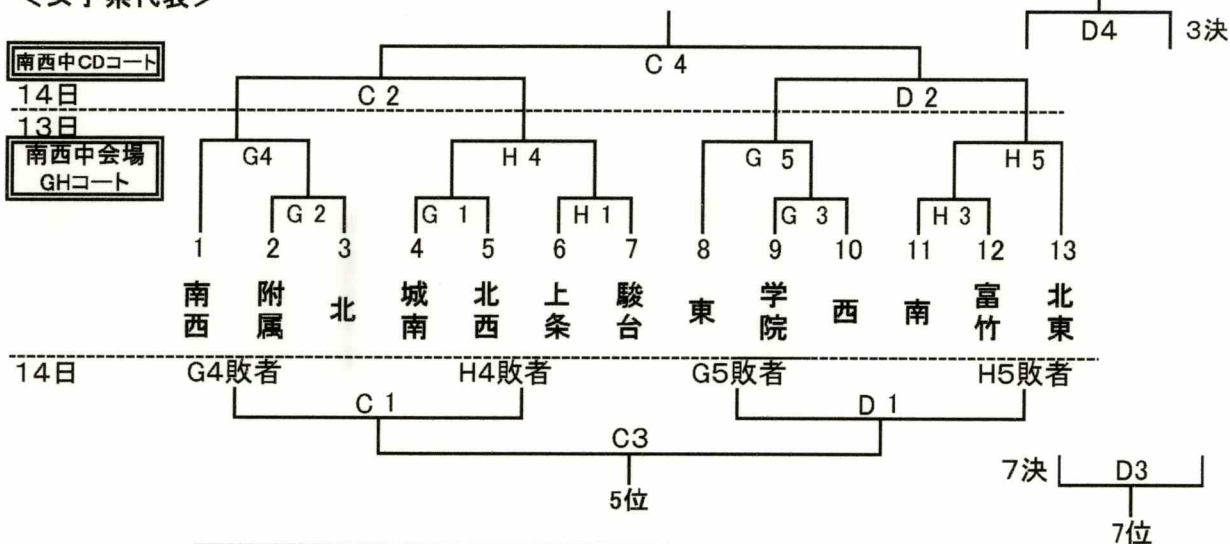 D4 3決
南西中CDコート
C 4
14日
C 2 D 2
13日
南西中会場
GHコート
G4 H 4 G 5 H 5
G 2 G 1 H 1 G 3 H 3
1 2 3 4 5 6 7 8 9 10 11 12 13
南西 附属 北 城南 北西 上条 駿台 東 学院 西 南 富竹 北東
14日 G4敗者 H4敗者 G5敗者 H5敗者
C 1 D 1
C3
7決 D3
5位
7位